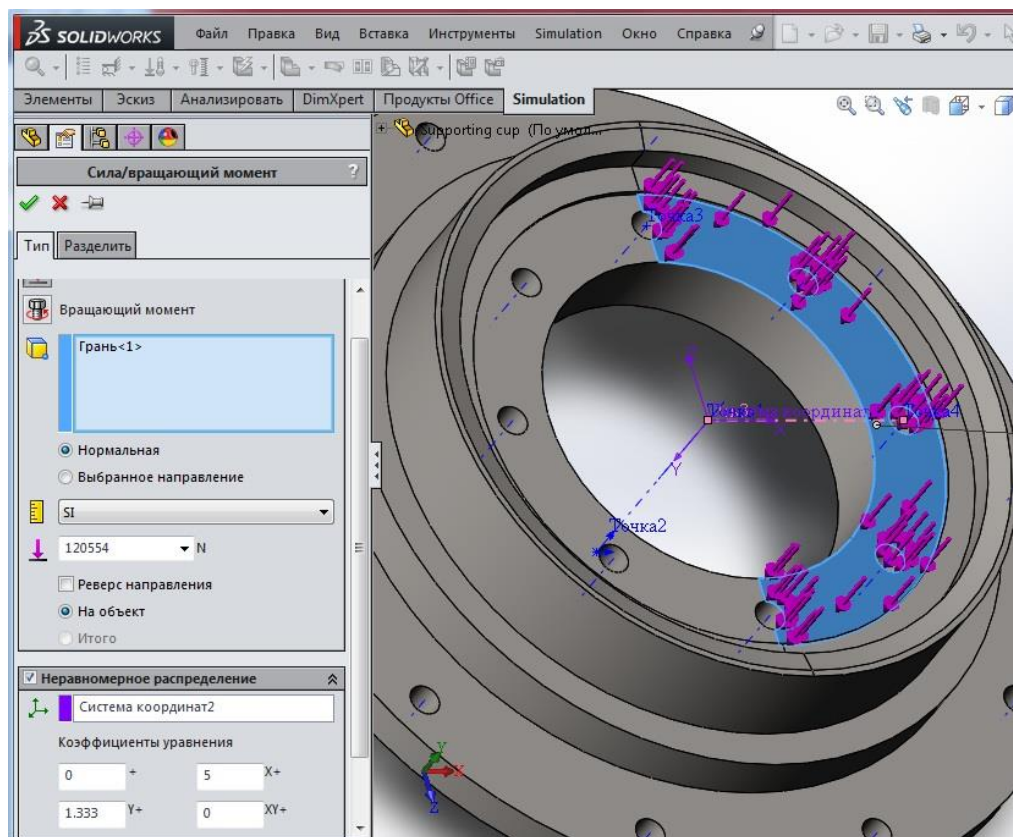 SOLIDWORKS Файл Правка Вид Вставка Инструменты Simulation Окно Справка
Элементы Эскиз Анализировать DimXpert Продукты Office Simulation
Supporting cup (По умол...
Сила/вращающий момент ?
Тип Разделить
Вращающий момент
Грань<1>
Нормальная
Выбранное направление
SI
120554 N
Реверс направления
На объект
Итого
Неравномерное распределение
Система координат2
Коэффициенты уравнения
0 + 5 X+
1.333 Y+ 0 XY+
Точка3
Точка4
Y
Точка2
Y
X
Z